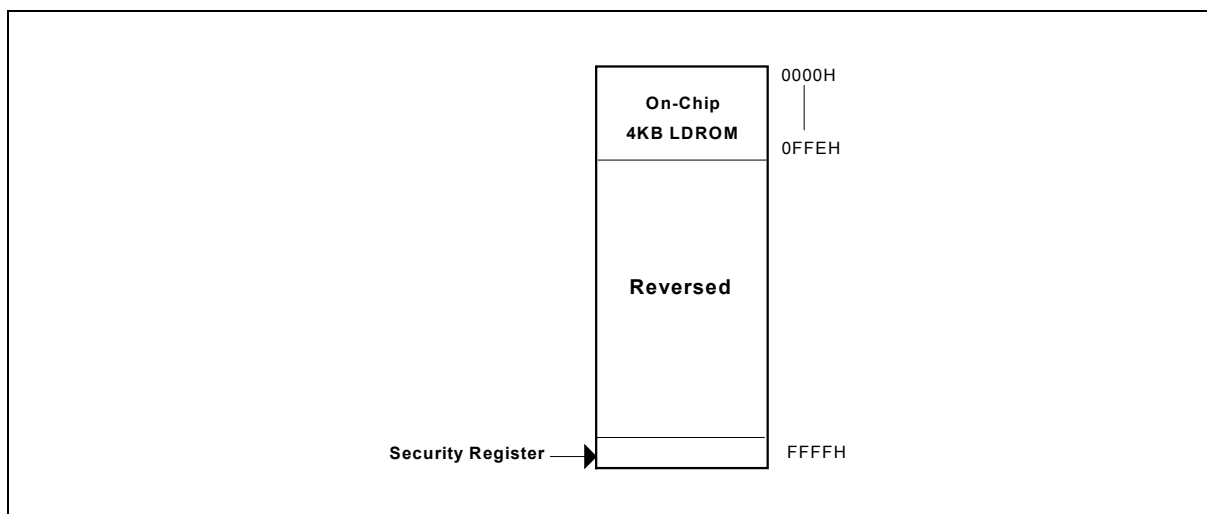 0000H
On-Chip
4KB LDROM
0FFEH
Reversed
Security Register
FFFFH